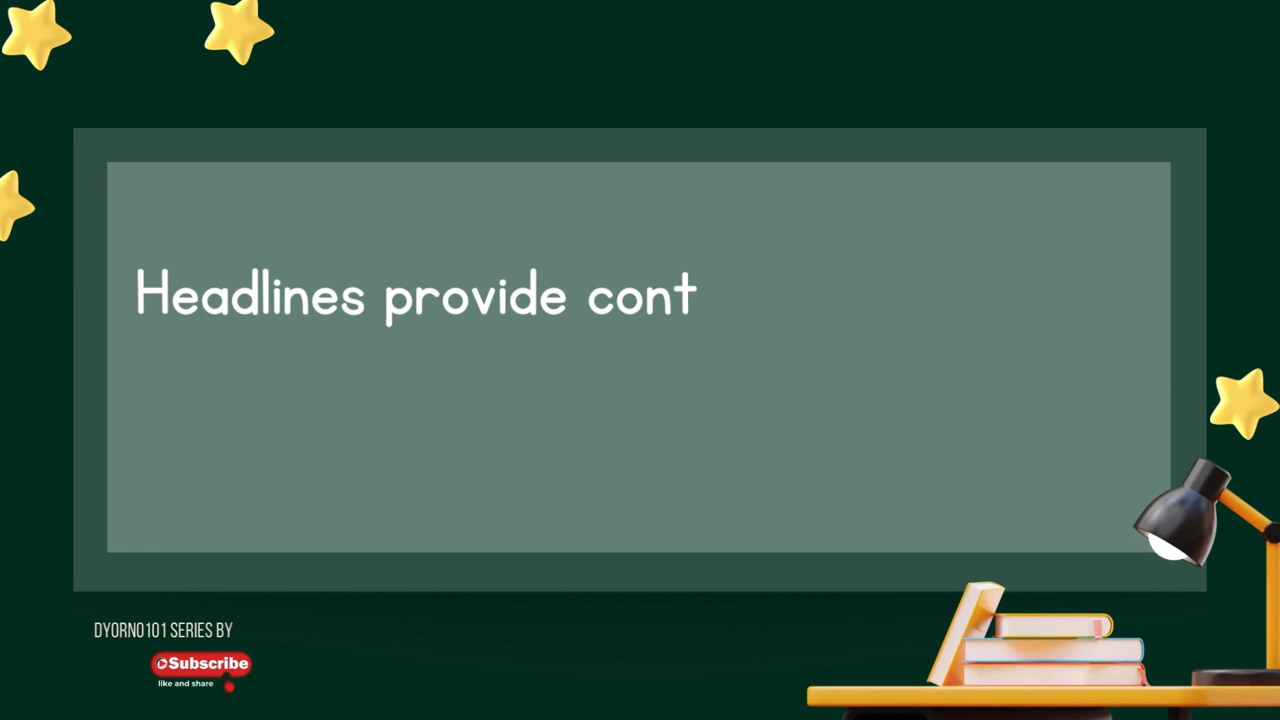 Headlines provide cont
DYORNO101 SERIES BY
Subscribe
like and share